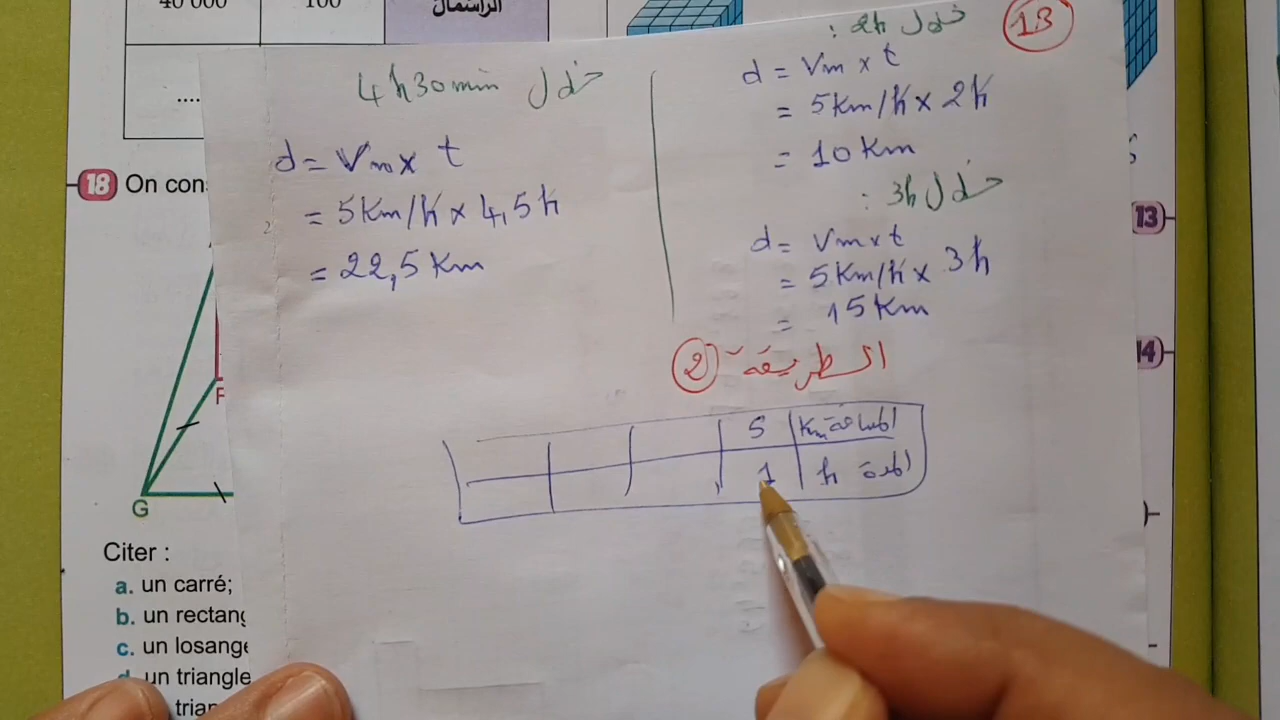 40 000 100 الرأسمال
....
18 On con
G
F
Citer :
a. un carré;
b. un rectang
c. un losange
d. un triangle
trian
13
14
13
خلال 2h :
d = Vm x t
= 5 Km/h x 2h
= 10 Km
خلال 3h :
d = Vm x t
= 5 Km/h x 3h
= 15 Km
خلال 4h30min
d = Vm x t
= 5 Km/h x 4,5 h
= 22,5 Km
الطريقة 2
المسافة Km 5
المدة h 1